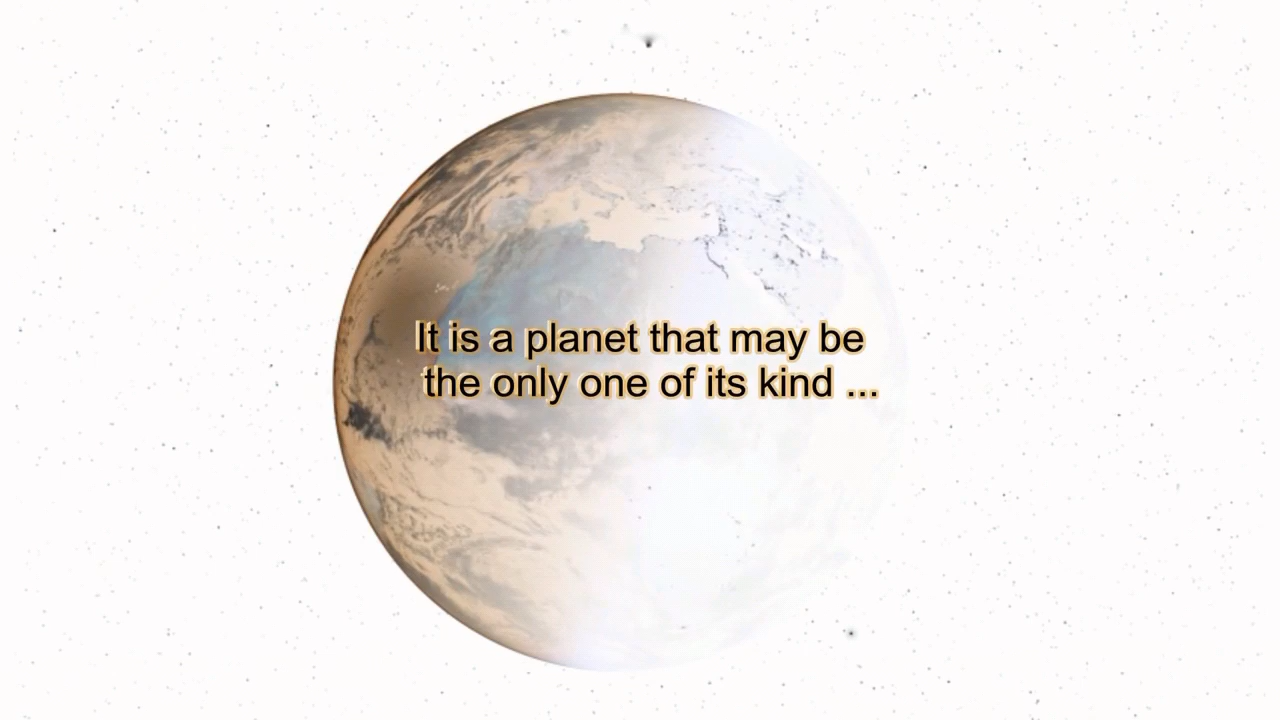 It is a planet that may be
the only one of its kind ...